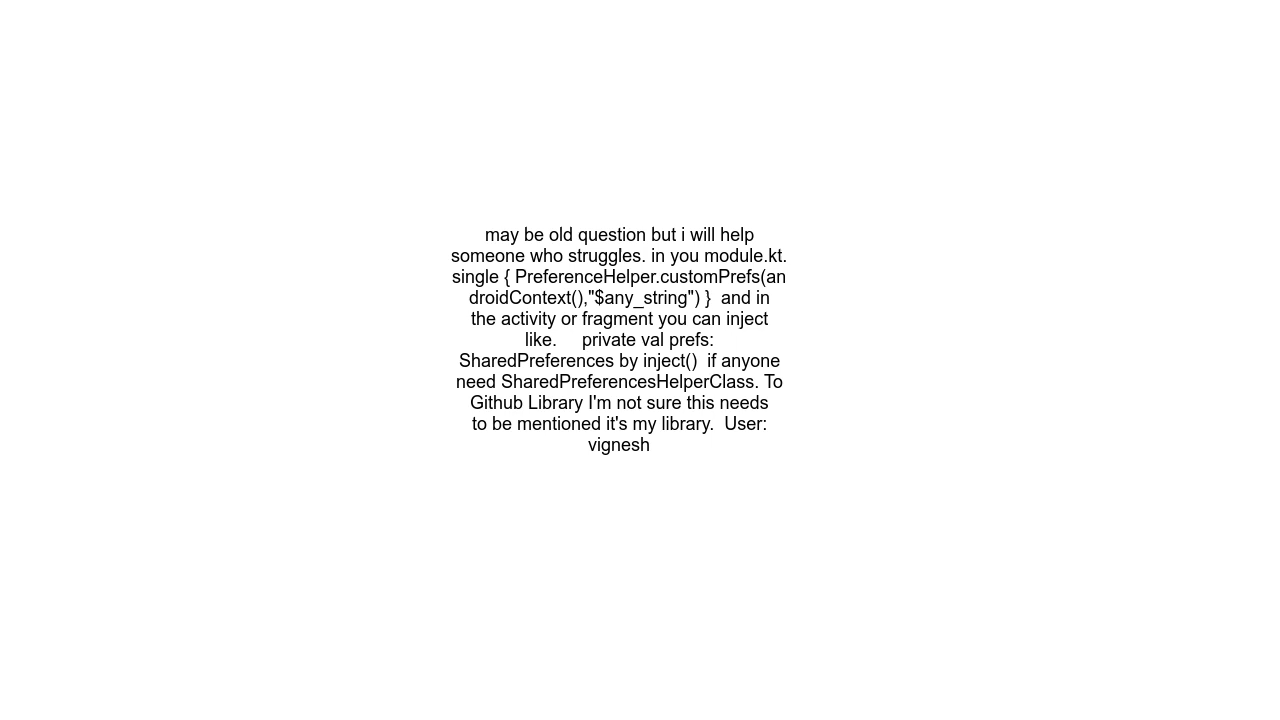 may be old question but i will help
someone who struggles. in you module.kt.
single { PreferenceHelper.customPrefs(an
droidContext(),"$any_string") }  and in
the activity or fragment you can inject
like.     private val prefs:
SharedPreferences by inject()  if anyone
need SharedPreferencesHelperClass. To
Github Library I'm not sure this needs
to be mentioned it's my library.  User:
vignesh